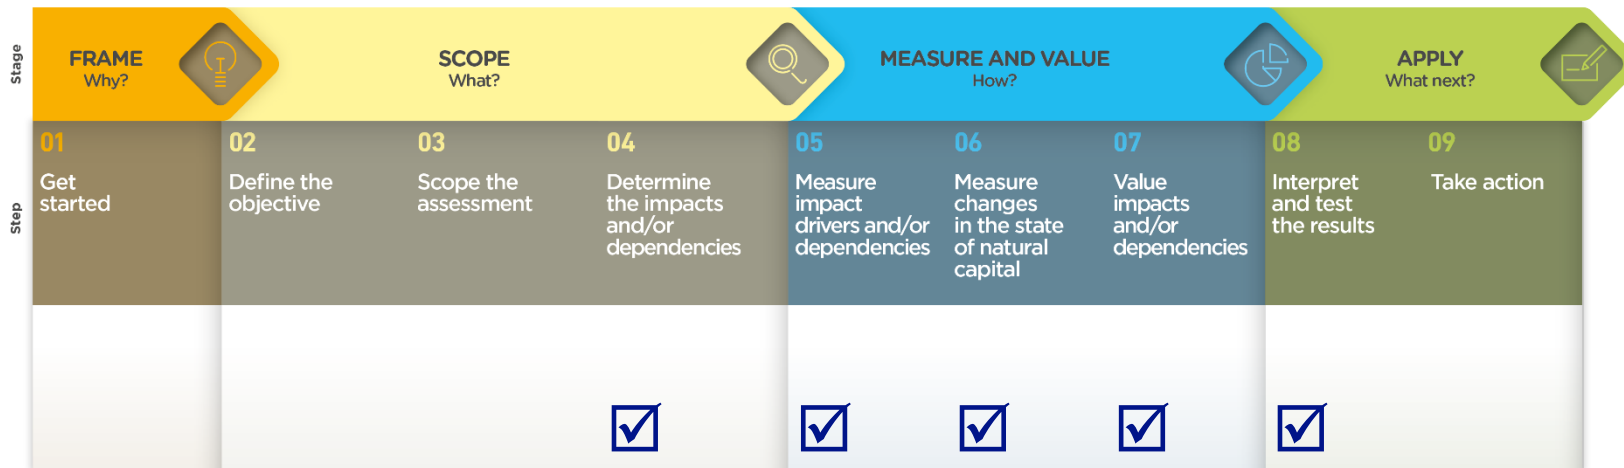 Stage
FRAME
Why?
SCOPE
What?
MEASURE AND VALUE
How?
APPLY
What next?
Step
01
Get
started
02
Define the
objective
03
Scope the
assessment
04
Determine
the impacts
and/or
dependencies
05
Measure
impact
drivers and/or
dependencies
06
Measure
changes
in the state
of natural
capital
07
Value
impacts
and/or
dependencies
08
Interpret
and test
the results
09
Take action